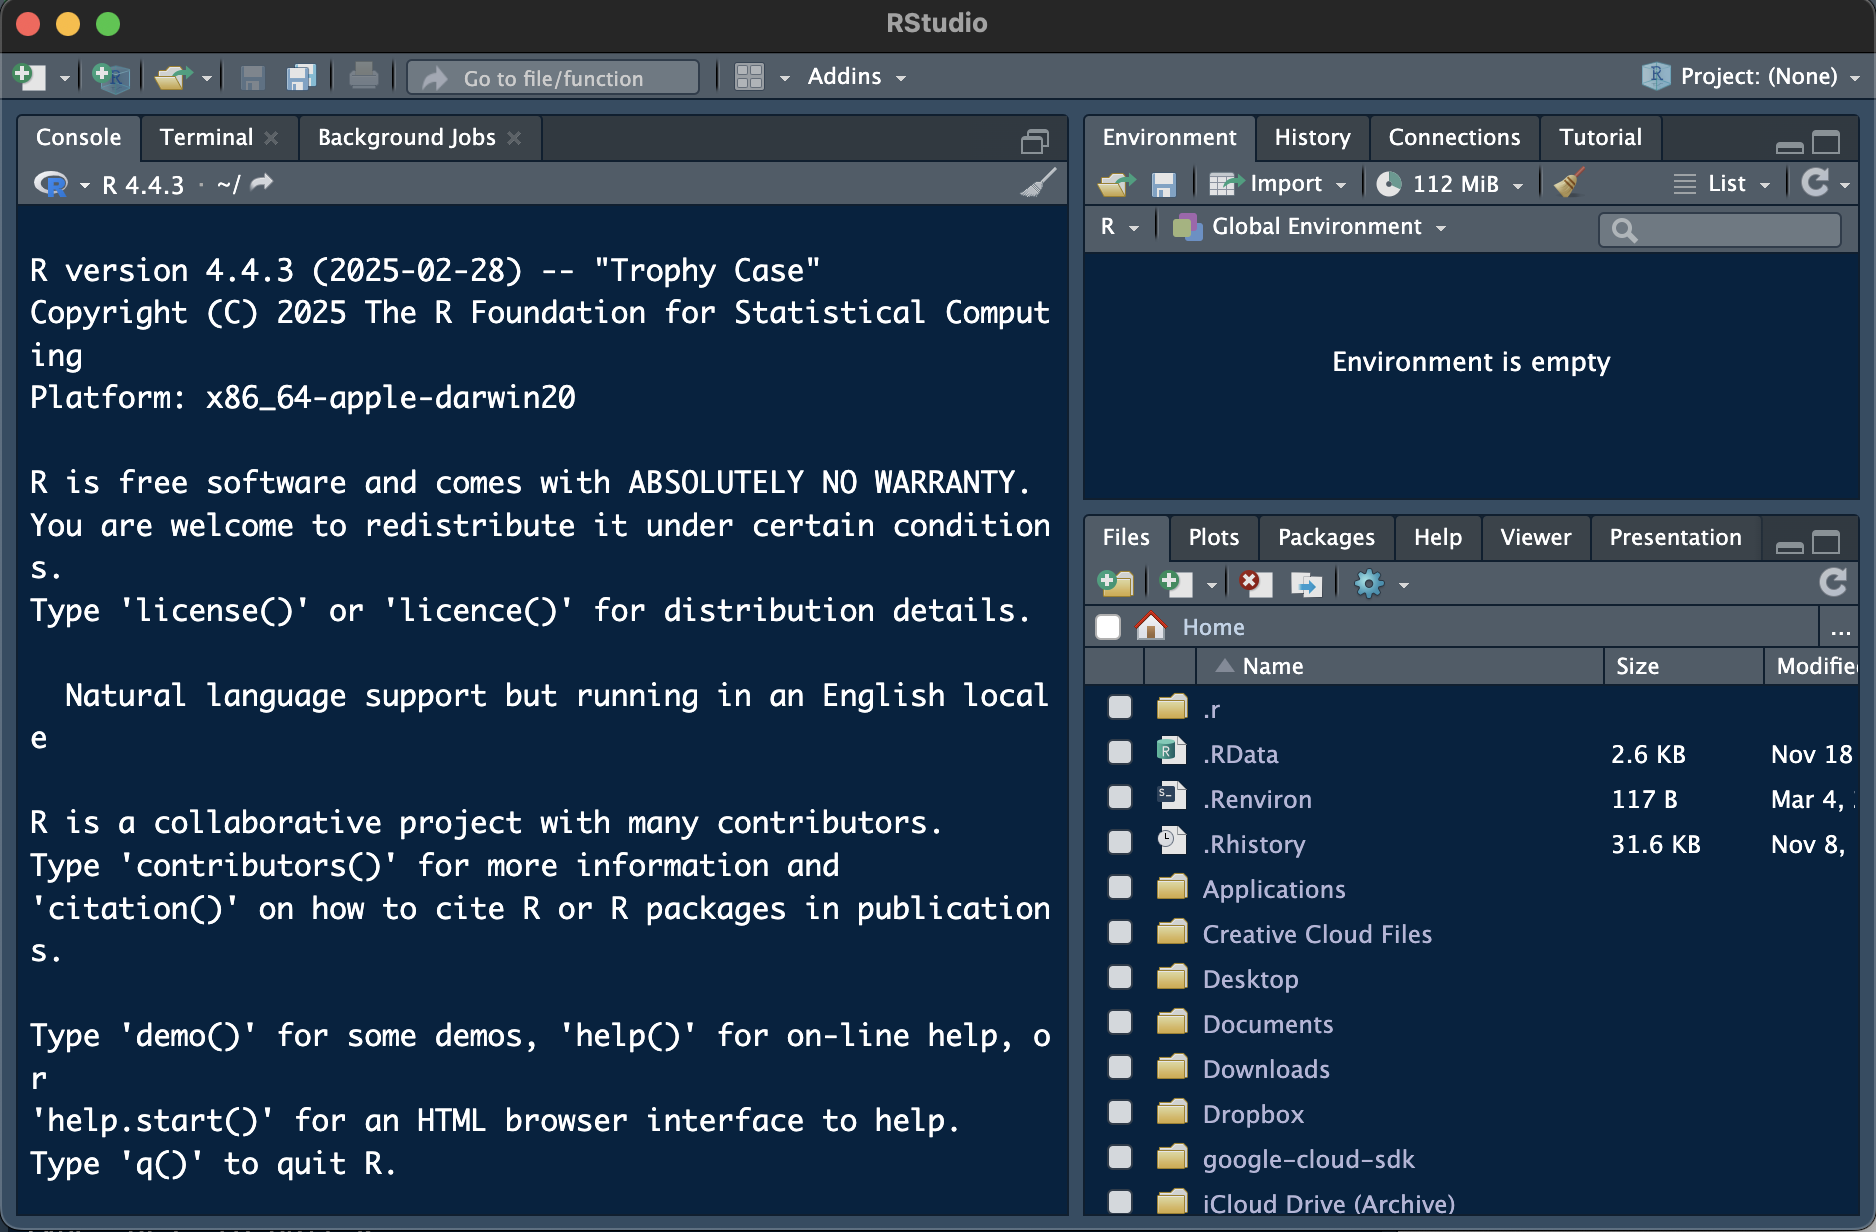 RStudio
Go to file/function
Addins
Project: (None)
Console
Terminal
Background Jobs
R 4.4.3 · ~/
R version 4.4.3 (2025-02-28) -- "Trophy Case"
Copyright (C) 2025 The R Foundation for Statistical Comput
ing
Platform: x86_64-apple-darwin20
R is free software and comes with ABSOLUTELY NO WARRANTY.
You are welcome to redistribute it under certain condition
s.
Type 'license()' or 'licence()' for distribution details.
Natural language support but running in an English local
e
R is a collaborative project with many contributors.
Type 'contributors()' for more information and
'citation()' on how to cite R or R packages in publication
s.
Type 'demo()' for some demos, 'help()' for on-line help, o
r
'help.start()' for an HTML browser interface to help.
Type 'q()' to quit R.
Environment
History
Connections
Tutorial
Import
112 MiB
List
R
Global Environment
Environment is empty
Files
Plots
Packages
Help
Viewer
Presentation
Home
...
Name
Size
Modifie
.r
.RData 2.6 KB Nov 18
.Renviron 117 B Mar 4,
.Rhistory 31.6 KB Nov 8,
Applications
Creative Cloud Files
Desktop
Documents
Downloads
Dropbox
google-cloud-sdk
iCloud Drive (Archive)